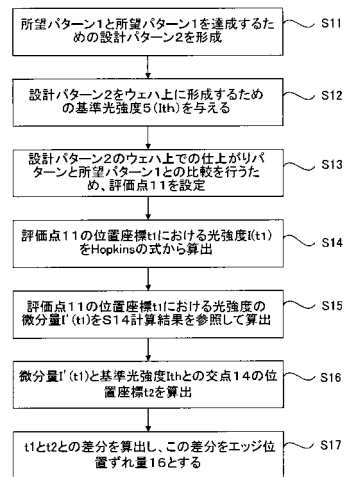 所望パターン1と所望パターン1を達成するた
めの設計パターン2を形成
S11
設計パターン2をウェハ上に形成するため
の基準光強度5(Ith)を与える
S12
設計パターン2のウェハ上での仕上がりパ
ターンと所望パターン1との比較を行うた
め、評価点11を設定
S13
評価点11の位置座標t1における光強度I(t1)
をHopkinsの式から算出
S14
評価点11の位置座標t1における光強度の
微分量I'(t1)をS14計算結果を参照して算出
S15
微分量I'(t1)と基準光強度Ithとの交点14の位
置座標t2を算出
S16
t1とt2との差分を算出し、この差分をエッジ位
置ずれ量16とする
S17